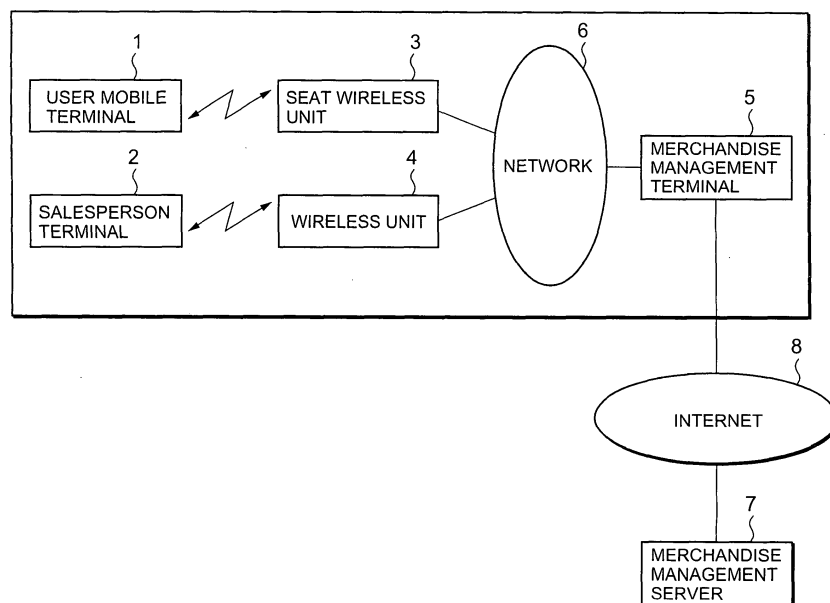 1
USER MOBILE
TERMINAL
3
SEAT WIRELESS
UNIT
6
NETWORK
5
MERCHANDISE
MANAGEMENT
TERMINAL
2
SALESPERSON
TERMINAL
4
WIRELESS UNIT
8
INTERNET
7
MERCHANDISE
MANAGEMENT
SERVER